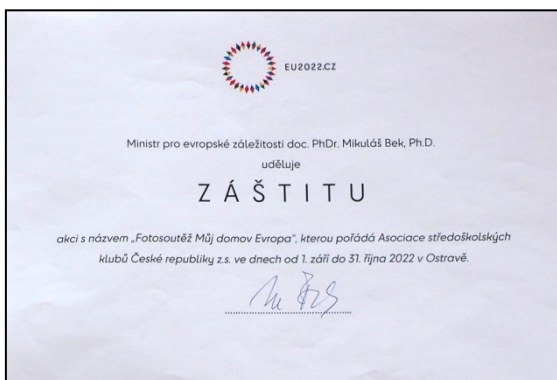 EU2022.CZ
Ministr pro evropské záležitosti doc. PhDr. Mikuláš Bek, Ph.D.
uděluje
ZÁŠTITU
akci s názvem „Fotosoutěž Můj domov Evropa“, kterou pořádá Asociace středoškolských
klubů České republiky z.s. ve dnech od 1. září do 31. října 2022 v Ostravě.